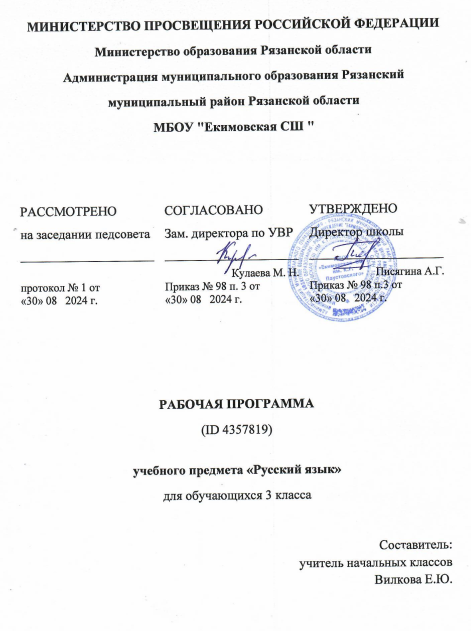 МИНИСТЕРСТВО ПРОСВЕЩЕНИЯ РОССИЙСКОЙ ФЕДЕРАЦИИ
Министерство образования Рязанской области
Администрация муниципального образования Рязанский
муниципальный район Рязанской области
МБОУ "Екимовская СШ "
РАССМОТРЕНО
на заседании педсовета
протокол № 1 от
«30» 08 2024 г.
СОГЛАСОВАНО
Зам. директора по УВР
Кулаева М. Н.
Приказ № 98 п. 3 от
«30» 08 2024 г.
УТВЕРЖДЕНО
Директор школы
Писягина А.Г.
Приказ № 98 п.3 от
«30» 08 2024 г.
РАБОЧАЯ ПРОГРАММА
(ID 4357819)
учебного предмета «Русский язык»
для обучающихся 3 класса
Составитель:
учитель начальных классов
Вилкова Е.Ю.